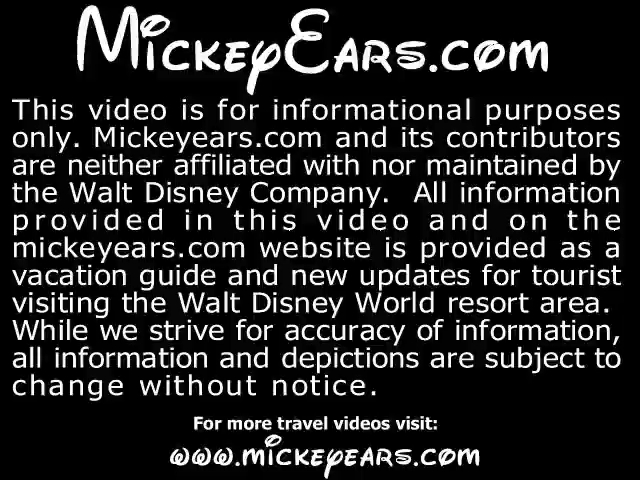 MickeyEars.com
This video is for informational purposes
only. Mickeyears.com and its contributors
are neither affiliated with nor maintained by
the Walt Disney Company. All information
provided in this video and on the
mickeyears.com website is provided as a
vacation guide and new updates for tourist
visiting the Walt Disney World resort area.
While we strive for accuracy of information,
all information and depictions are subject to
change without notice.
For more travel videos visit:
www.mickeyears.com